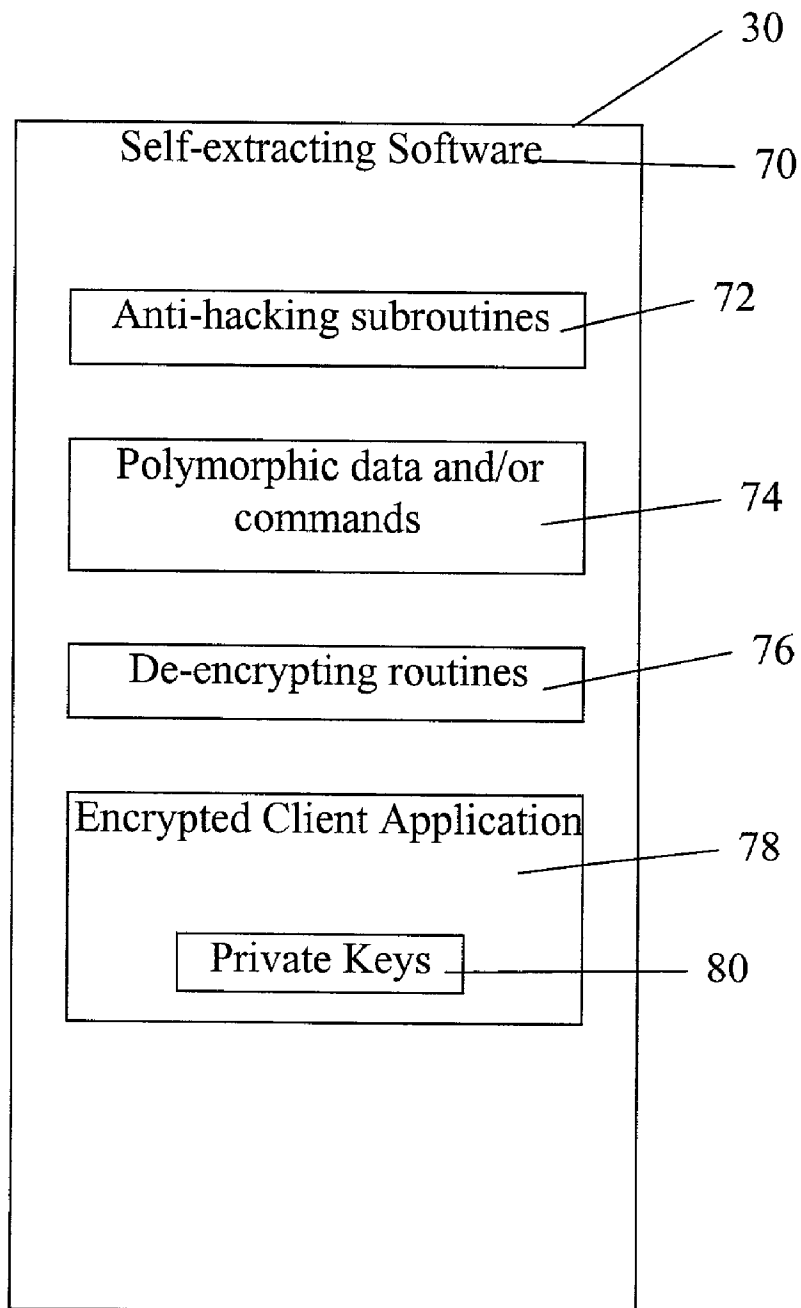 30
Self-extracting Software
70
Anti-hacking subroutines
72
Polymorphic data and/or
commands
74
De-encrypting routines
76
Encrypted Client Application
78
Private Keys
80